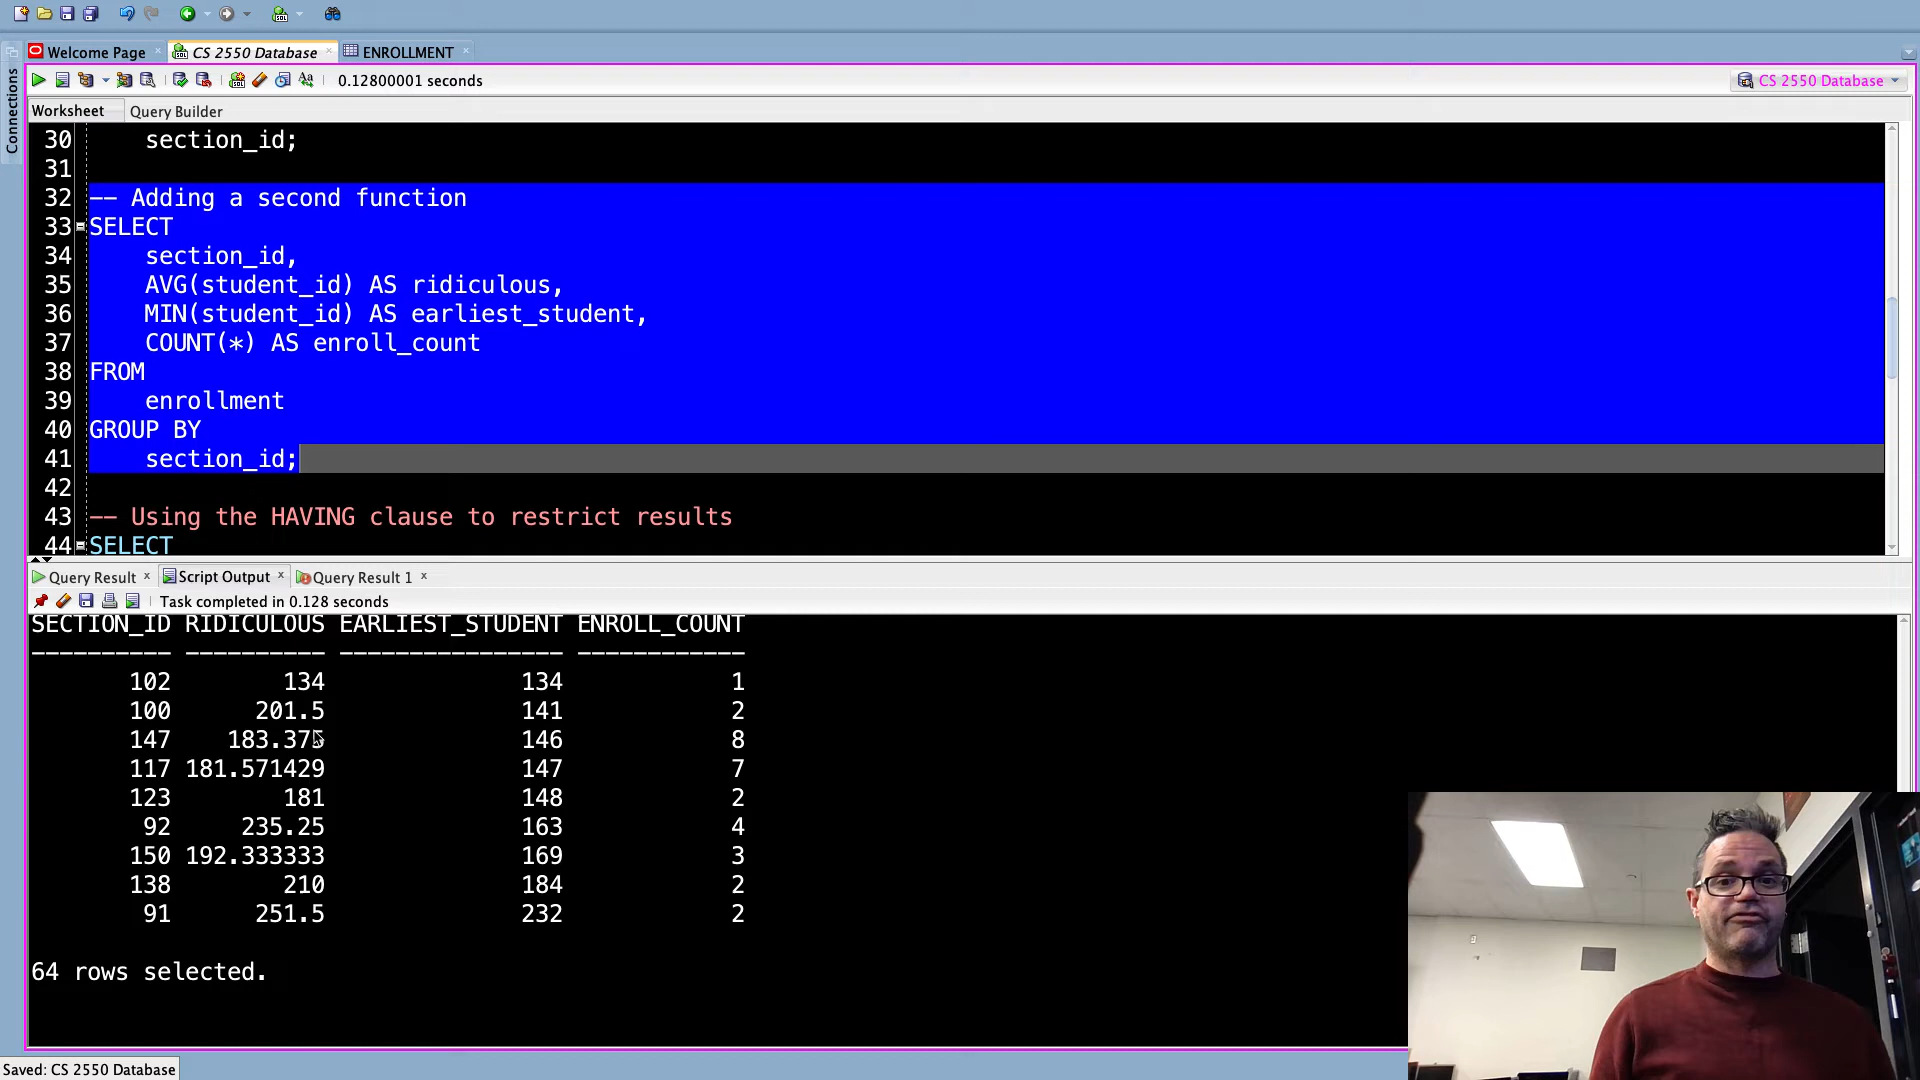 Welcome Page
CS 2550 Database
ENROLLMENT
Connections
0.12800001 seconds
CS 2550 Database
Worksheet
Query Builder
30 section_id;
31
32 -- Adding a second function
33 SELECT
34 section_id,
35 AVG(student_id) AS ridiculous,
36 MIN(student_id) AS earliest_student,
37 COUNT(*) AS enroll_count
38 FROM
39 enrollment
40 GROUP BY
41 section_id;
42
43 -- Using the HAVING clause to restrict results
44 SELECT
Query Result
Script Output
Query Result 1
Task completed in 0.128 seconds
SECTION_ID RIDICULOUS EARLIEST_STUDENT ENROLL_COUNT
---------- ---------- ---------------- ------------
102 134 134 1
100 201.5 141 2
147 183.375 146 8
117 181.571429 147 7
123 181 148 2
92 235.25 163 4
150 192.333333 169 3
138 210 184 2
91 251.5 232 2
64 rows selected.
Saved: CS 2550 Database